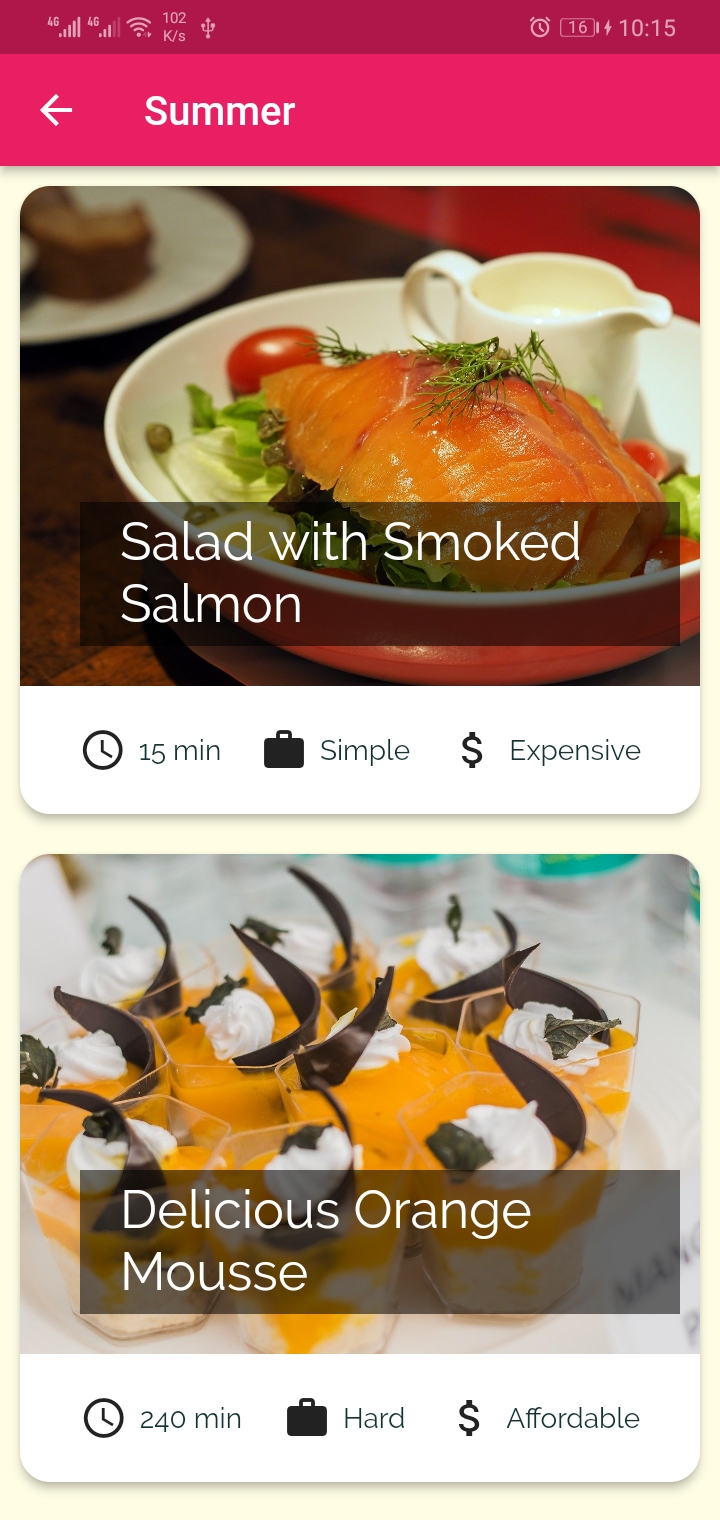 4G 4G 102 K/s 16 10:15
Summer
Salad with Smoked
Salmon
15 min Simple $ Expensive
Delicious Orange
Mousse
240 min Hard $ Affordable